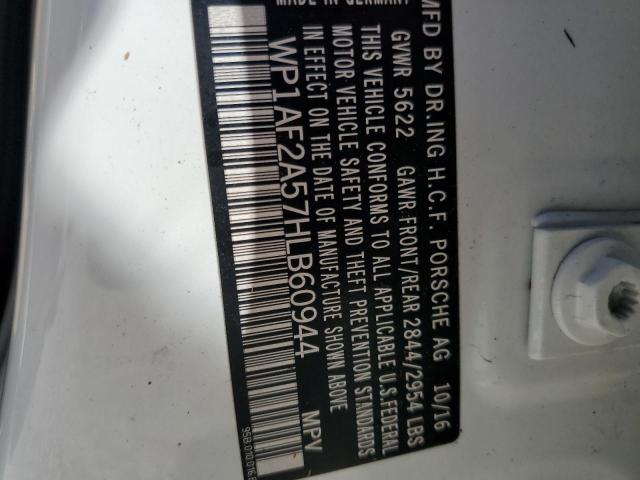 MFD BY DR.ING H.C.F. PORSCHE AG 10/16
GVWR 5622 GAWR FRONT/REAR 2844/2954 LBS
THIS VEHICLE CONFORMS TO ALL APPLICABLE U.S.FEDERAL
MOTOR VEHICLE SAFETY AND THEFT PREVENTION STANDARDS
IN EFFECT ON THE DATE OF MANUFACTURE SHOWN ABOVE
WP1AF2A57HLB60944 MPV
MADE IN GERMANY